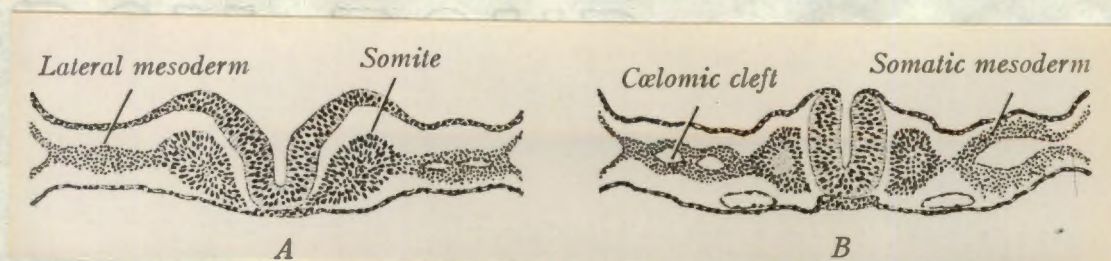 Lateral mesoderm
Somite
Cœlomic cleft
Somatic mesoderm
A
B